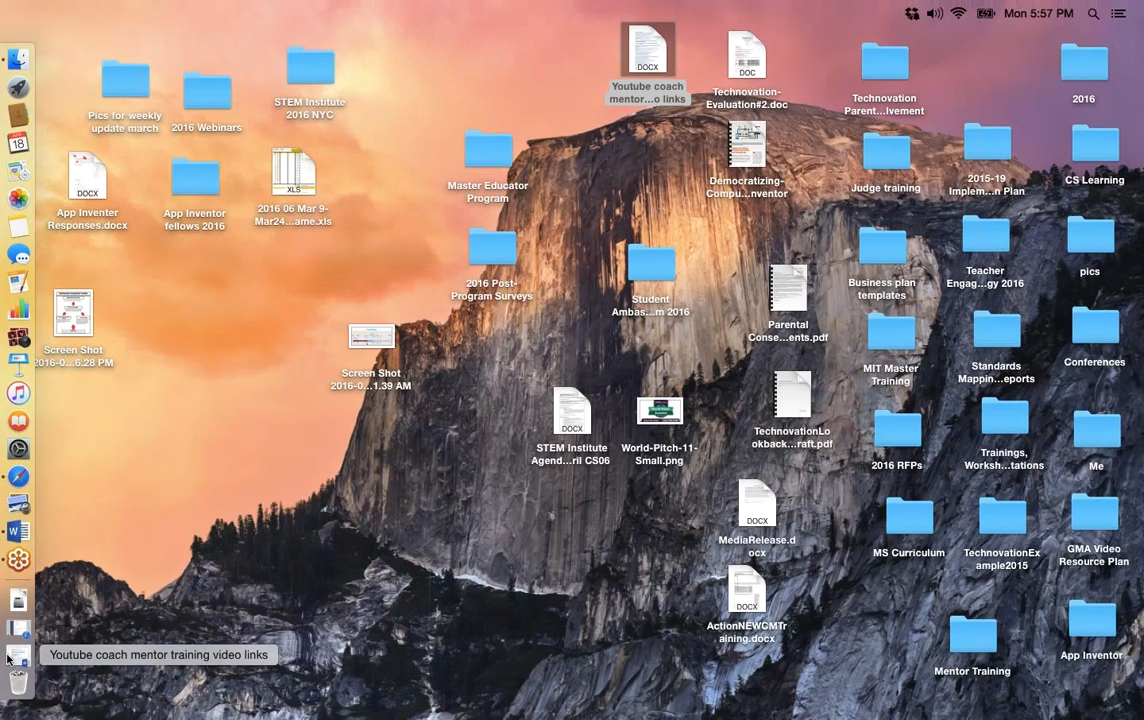 Mon 5:57 PM
18
Pics for weekly
update march
2016 Webinars
STEM Institute
2016 NYC
DOCX
Youtube coach
mentor...o links
DOC
Technovation-
Evaluation#2.doc
Technovation
Parent...lvement
2016
DOCX
App Inventer
Responses.docx
App Inventor
fellows 2016
XLS
2016 06 Mar 9-
Mar24...ame.xls
Master Educator
Program
Democratizing-
Compu...nventor
Judge training
2015-19
Implem...n Plan
CS Learning
2016 Post-
Program Surveys
Student
Ambas...m 2016
Business plan
templates
Teacher
Engag...gy 2016
pics
Screen Shot
2016-0...6.28 PM
Screen Shot
2016-0...1.39 AM
Parental
Conse...ents.pdf
MIT Master
Training
Standards
Mappin...eports
Conferences
DOCX
STEM Institute
Agend...ril CS06
World-Pitch-11-
Small.png
TechnovationLo
okback...raft.pdf
2016 RFPs
Trainings,
Worksh...tations
Me
DOCX
MediaRelease.d
ocx
MS Curriculum
TechnovationEx
ample2015
GMA Video
Resource Plan
DOCX
ActionNEWCMTr
aining.docx
Mentor Training
App Inventor
Youtube coach mentor training video links